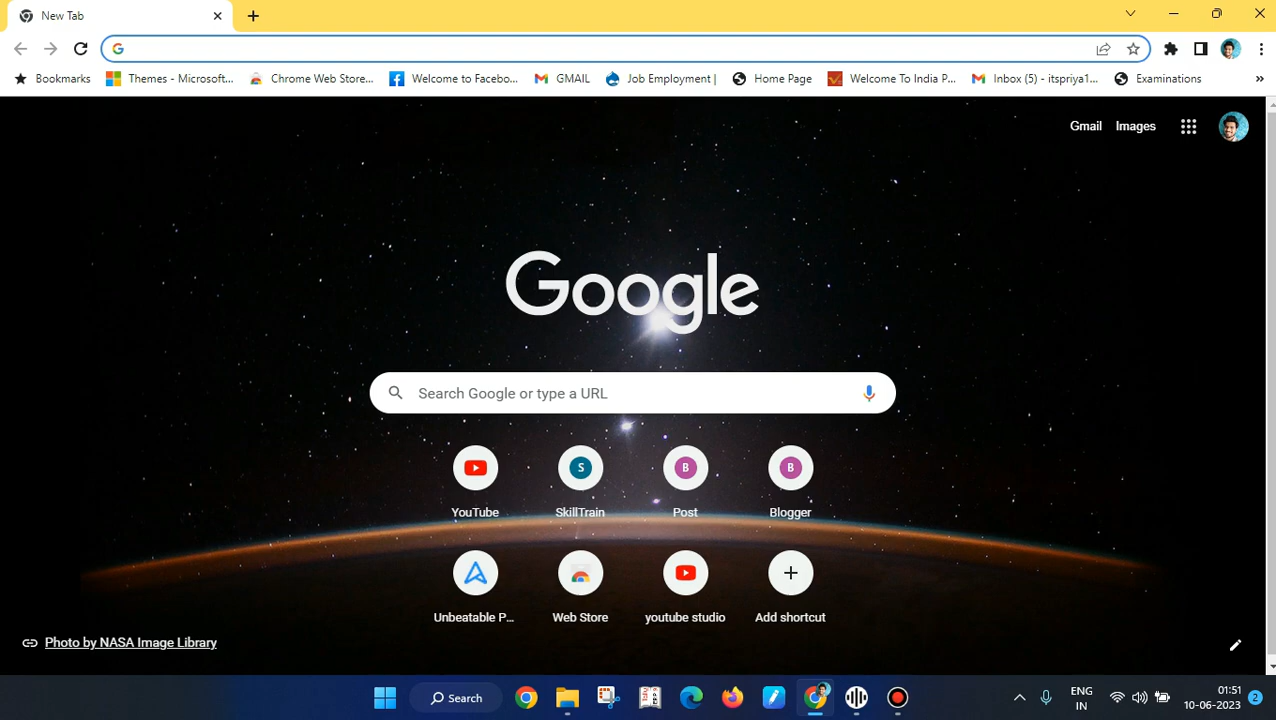 New Tab
Bookmarks Themes - Microsoft... Chrome Web Store... Welcome to Facebo... GMAIL Job Employment | Home Page Welcome To India P... Inbox (5) - itspriya1... Examinations »
Gmail Images
Google
Search Google or type a URL
S B B
YouTube SkillTrain Post Blogger
Unbeatable P... Web Store youtube studio Add shortcut
Photo by NASA Image Library
Search
ENG
IN
01:51
10-06-2023
2